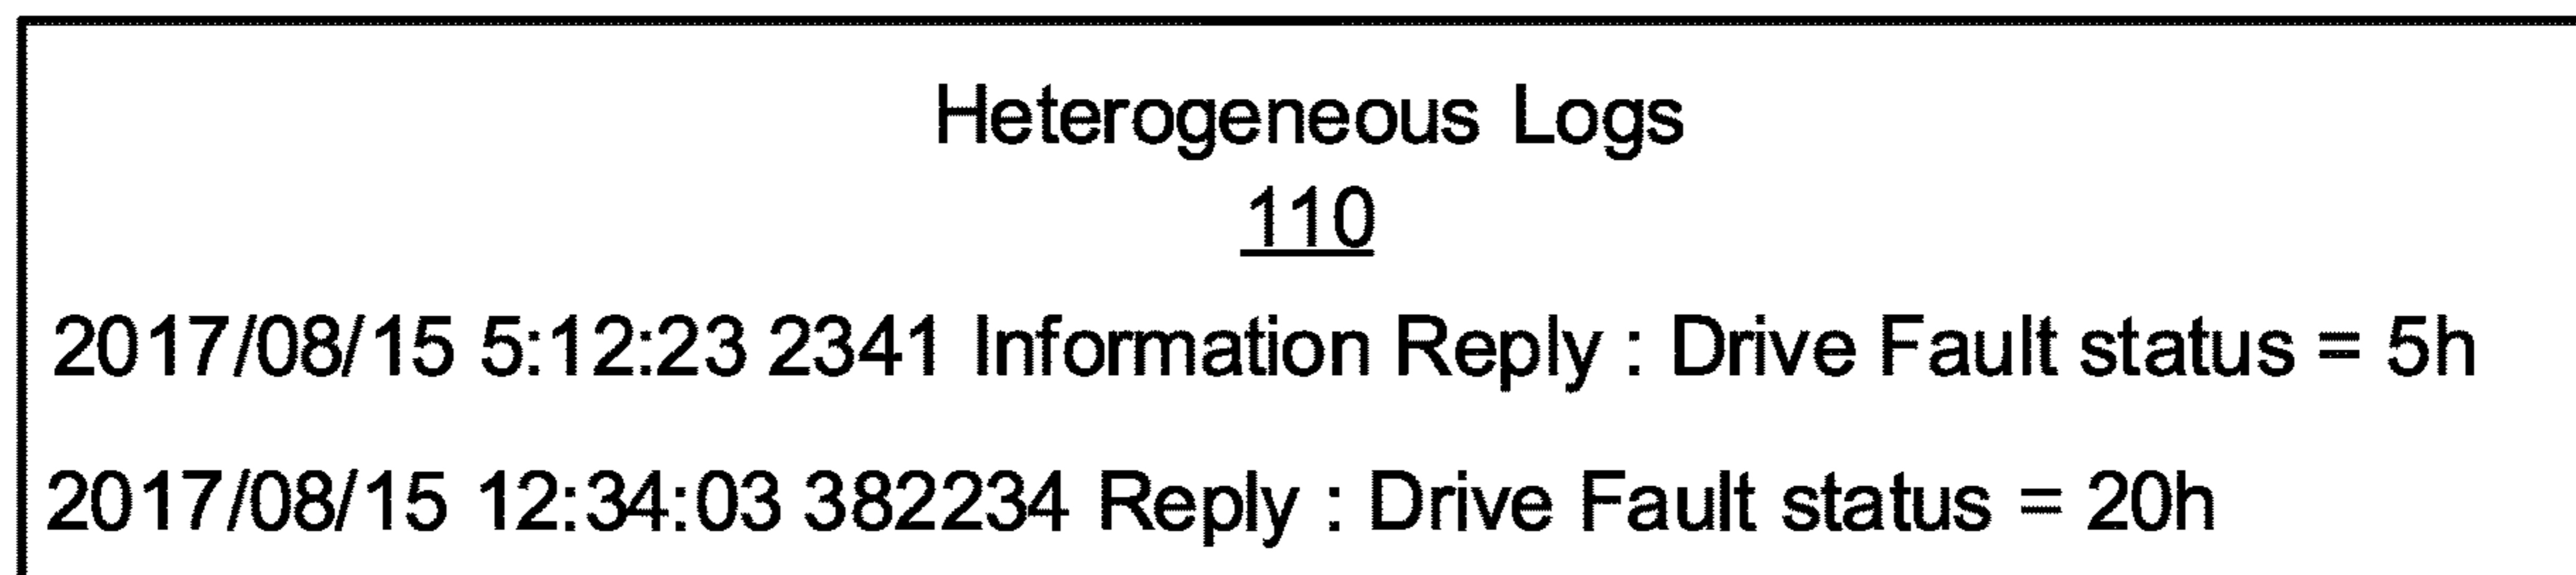 Heterogeneous Logs
110
2017/08/15 5:12:23 2341 Information Reply : Drive Fault status = 5h
2017/08/15 12:34:03 382234 Reply : Drive Fault status = 20h